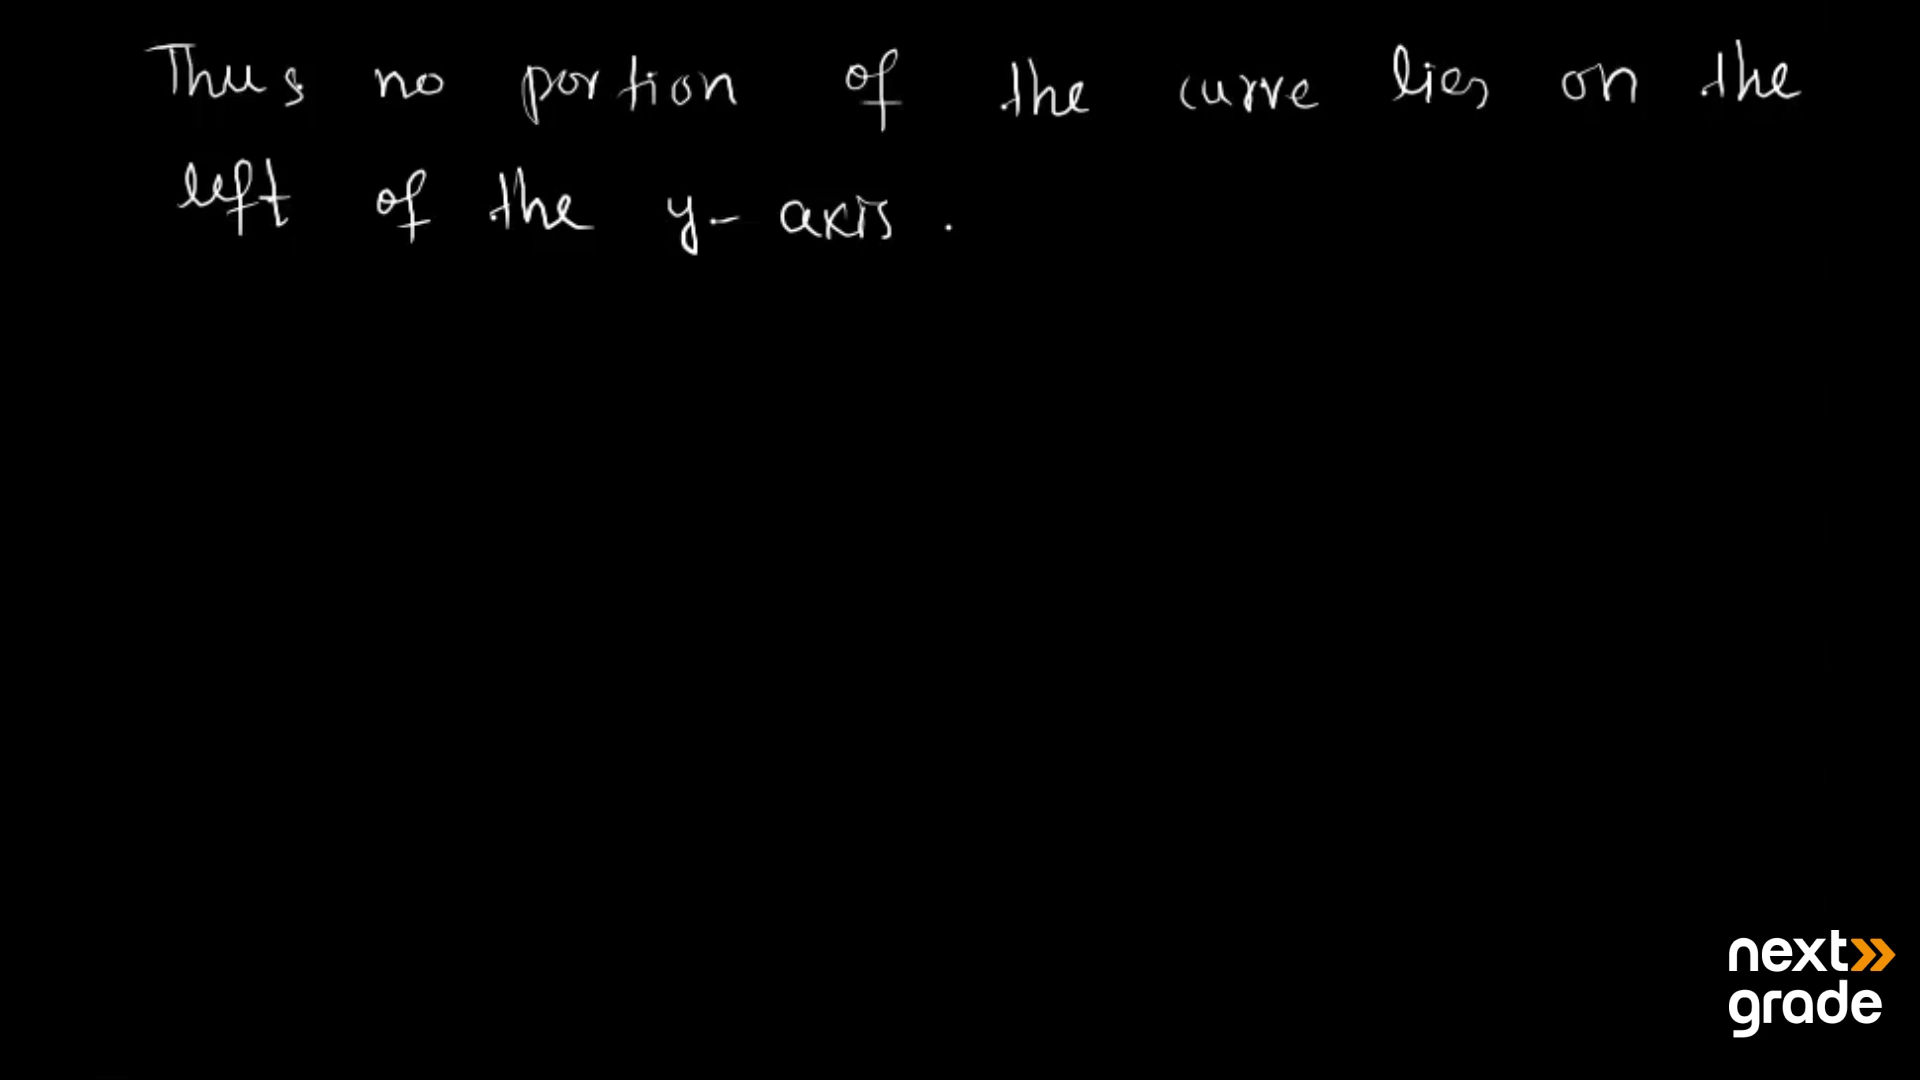 Thus no portion of the curve lies on the
left of the y-axis.
next
grade